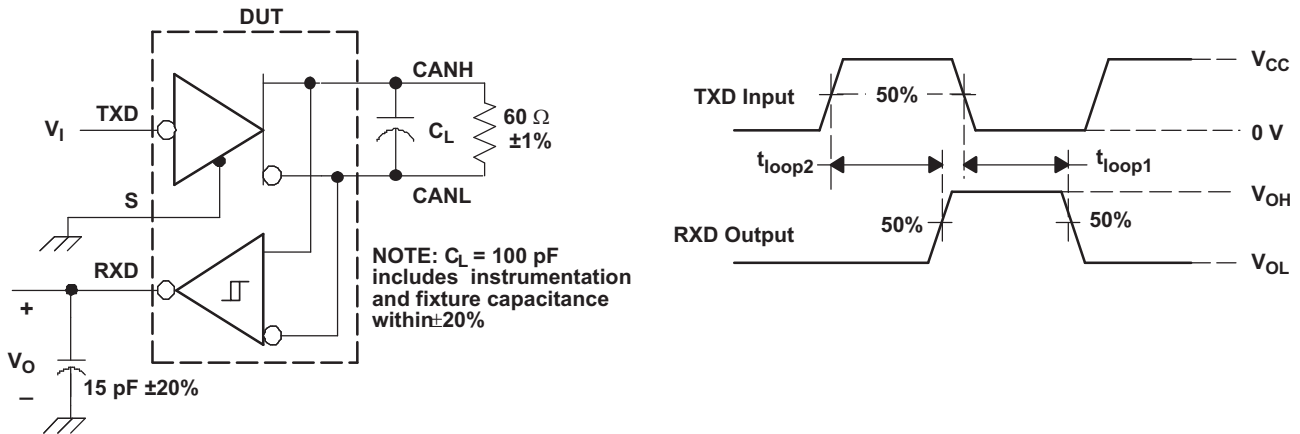 DUT
CANH
TXD
V_I
C_L
60 Ω
±1%
S
CANL
RXD
NOTE: C_L = 100 pF
includes instrumentation
and fixture capacitance
within±20%
+
V_O
–
15 pF ±20%
V_CC
TXD Input
50%
0 V
t_loop2
t_loop1
V_OH
50%
50%
RXD Output
V_OL